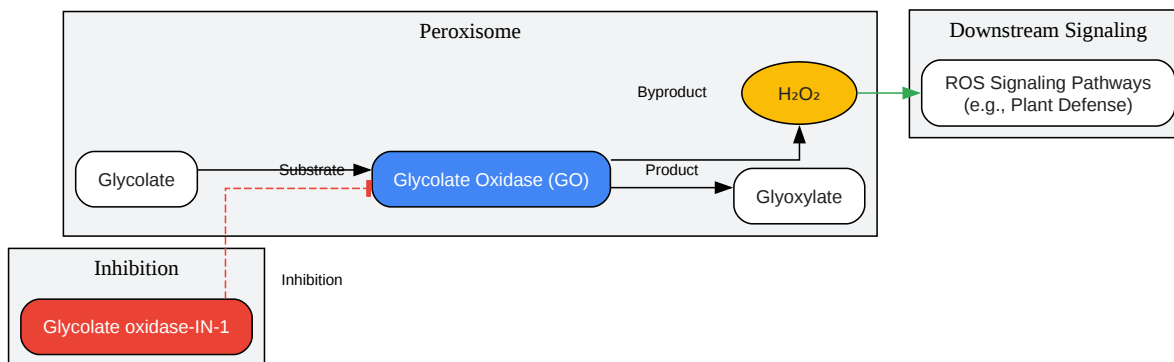 Peroxisome
Downstream Signaling
Byproduct
H₂O₂
ROS Signaling Pathways
(e.g., Plant Defense)
Glycolate
Substrate
Glycolate Oxidase (GO)
Product
Glyoxylate
Inhibition
Inhibition
Glycolate oxidase-IN-1